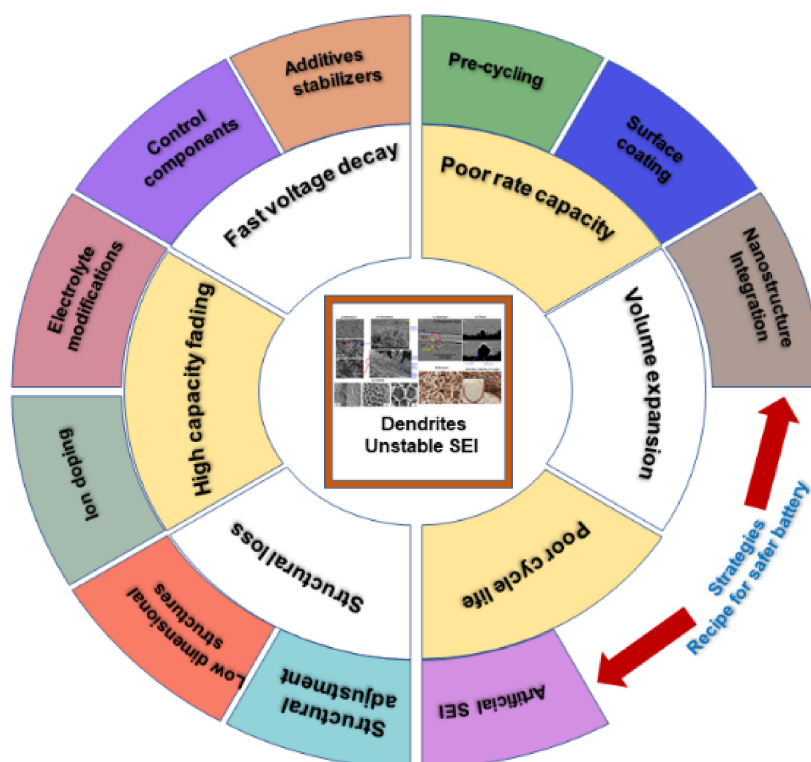 Additives
stabilizers
Pre-cycling
Surface
coating
Nanostructure
Integration
Control
components
Electrolyte
modifications
Ion doping
Low dimensional
structures
Structural
adjustment
Artificial SEI
Fast voltage decay
Poor rate capacity
Volume expansion
Poor cycle life
Structural loss
High capacity fading
Dendrites
Unstable SEI
Strategies
Recipe for safer battery